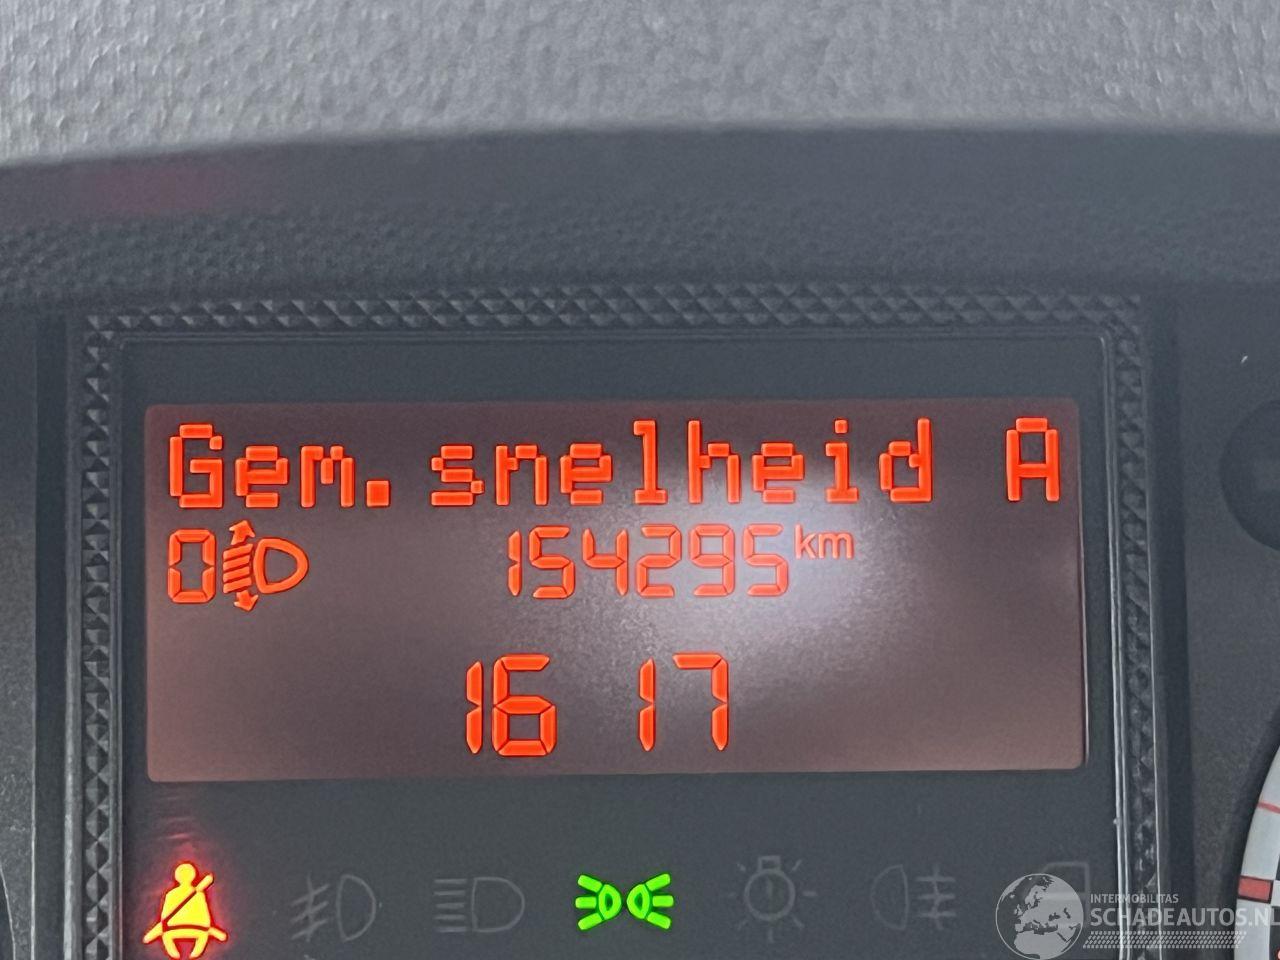 Gem.snelheid A
0 154295 km
16 17
INTERMOBILITAS
SCHADEAUTOS.NL